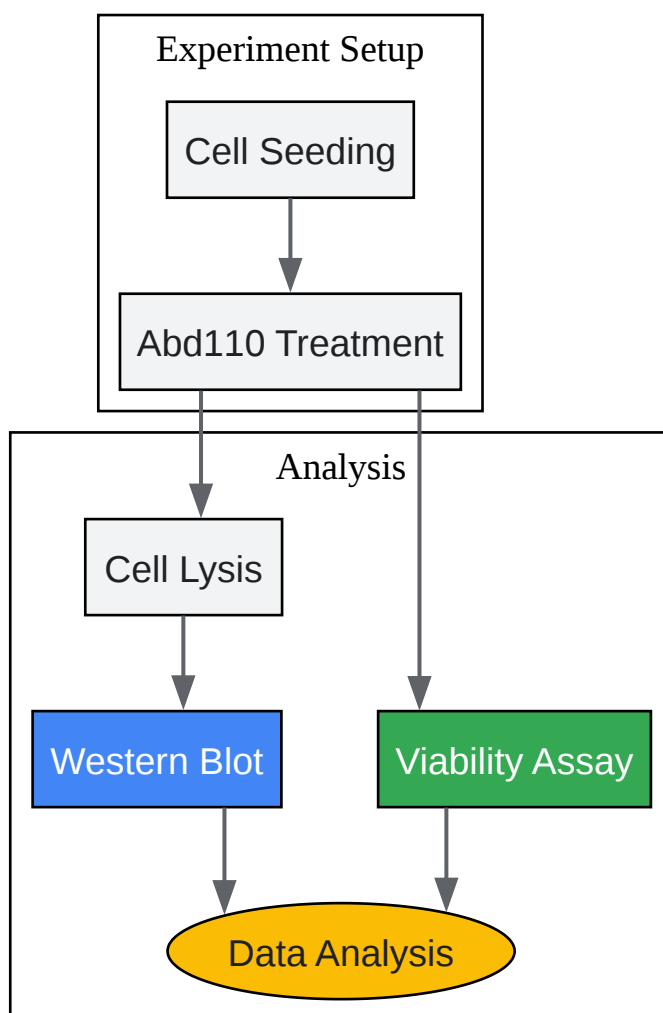 Experiment Setup
Cell Seeding
Abd110 Treatment
Analysis
Cell Lysis
Western Blot
Viability Assay
Data Analysis